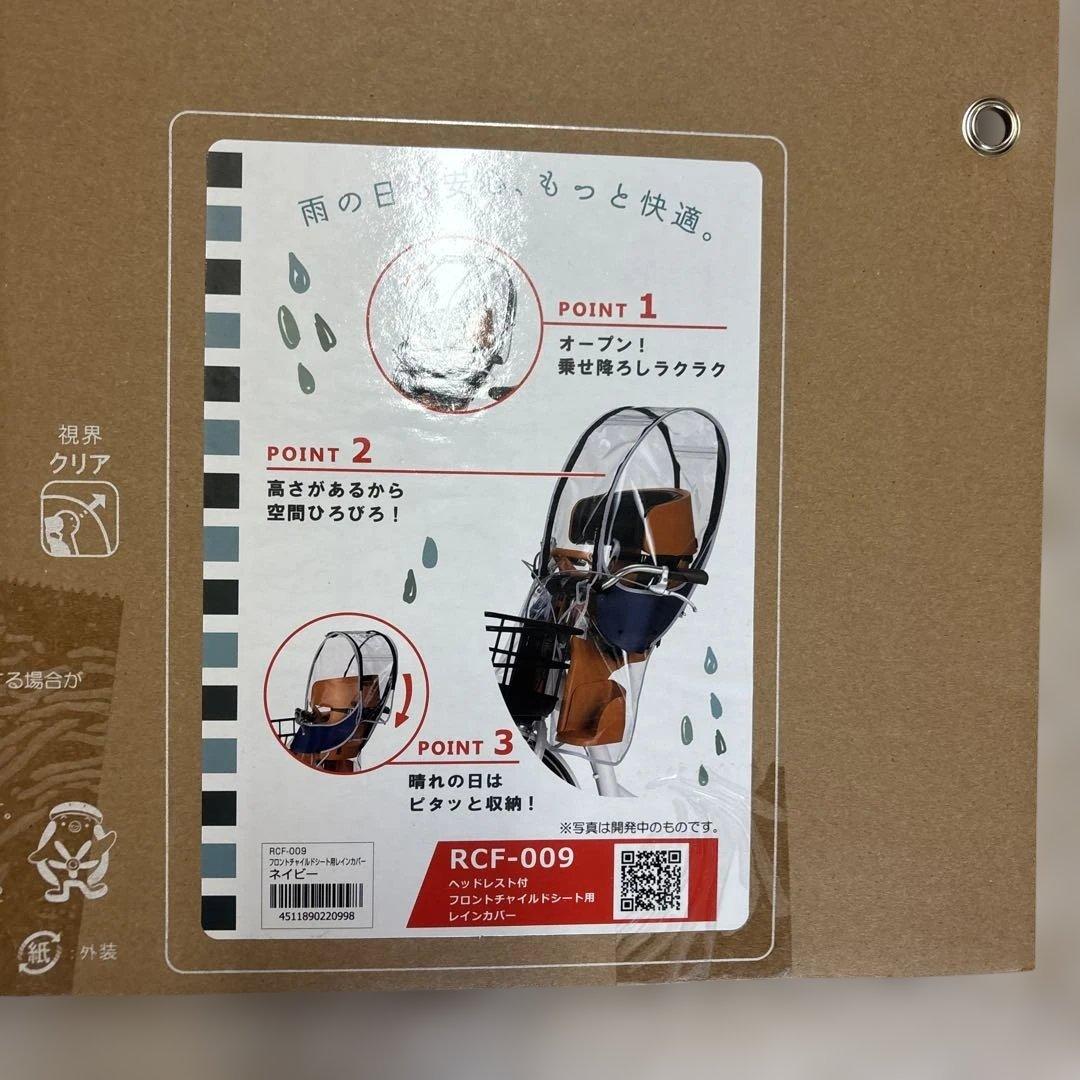 雨の日も安心、もっと快適。
POINT 1
オープン！
乗せ降ろしラクラク
POINT 2
高さがあるから
空間ひろびろ！
POINT 3
晴れの日は
ピタッと収納！
※写真は開発中のものです。
RCF-009
フロントチャイルドシート用レインカバー
ネイビー
4511890220998
RCF-009
ヘッドレスト付
フロントチャイルドシート用
レインカバー
視界
クリア
する場合が
紙：外装